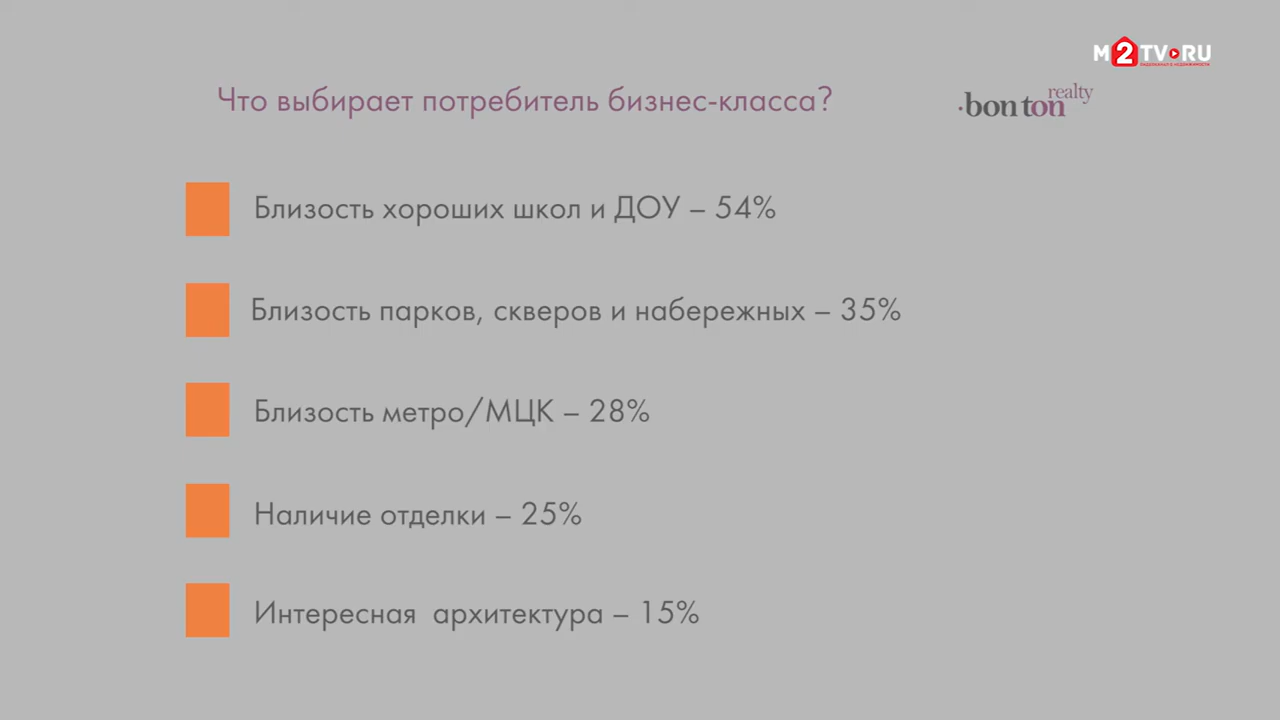 M2TV.RU
Что выбирает потребитель бизнес-класса?
·bon ton realty
Близость хороших школ и ДОУ – 54%
Близость парков, скверов и набережных – 35%
Близость метро/МЦК – 28%
Наличие отделки – 25%
Интересная архитектура – 15%